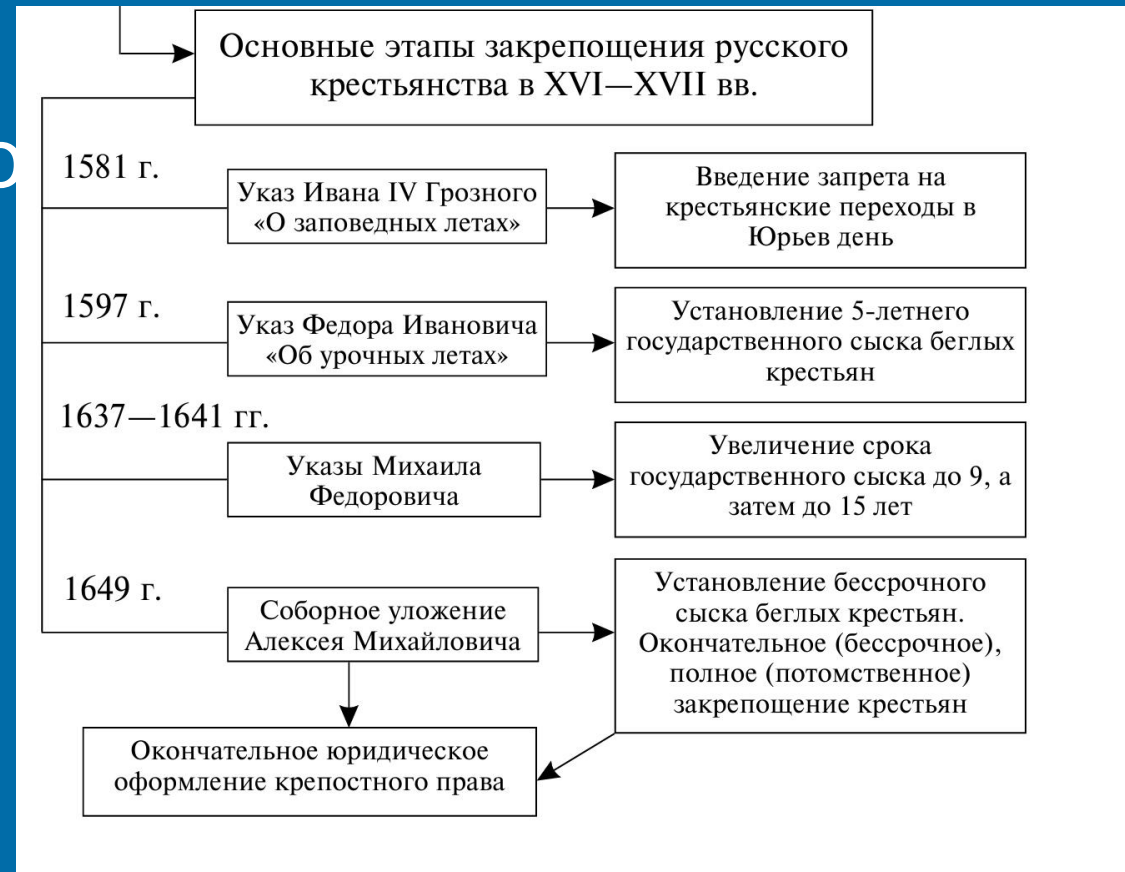 Основные этапы закрепощения русского
крестьянства в XVI—XVII вв.
1581 г.
Указ Ивана IV Грозного
«О заповедных летах»
Введение запрета на
крестьянские переходы в
Юрьев день
1597 г.
Указ Федора Ивановича
«Об урочных летах»
Установление 5-летнего
государственного сыска беглых
крестьян
1637—1641 гг.
Указы Михаила
Федоровича
Увеличение срока
государственного сыска до 9, а
затем до 15 лет
1649 г.
Соборное уложение
Алексея Михайловича
Установление бессрочного
сыска беглых крестьян.
Окончательное (бессрочное),
полное (потомственное)
закрепощение крестьян
Окончательное юридическое
оформление крепостного права